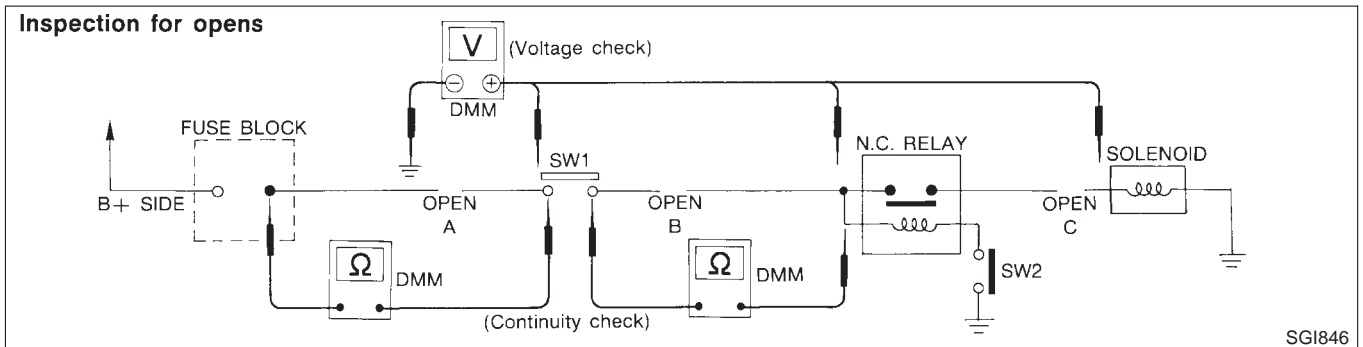 Inspection for opens
V
(Voltage check)
− +
DMM
FUSE BLOCK
N.C. RELAY
SW1
SOLENOID
B+ SIDE
OPEN
A
OPEN
B
OPEN
C
Ω
DMM
Ω
DMM
SW2
(Continuity check)
SGI846